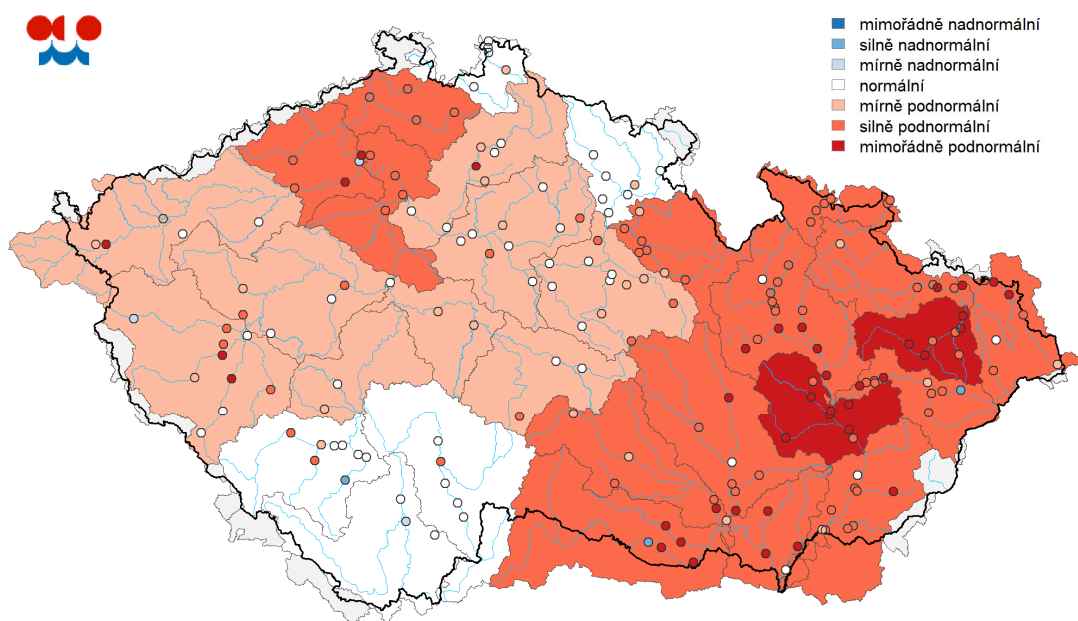 mimořádně nadnormální
silně nadnormální
mírně nadnormální
normální
mírně podnormální
silně podnormální
mimořádně podnormální